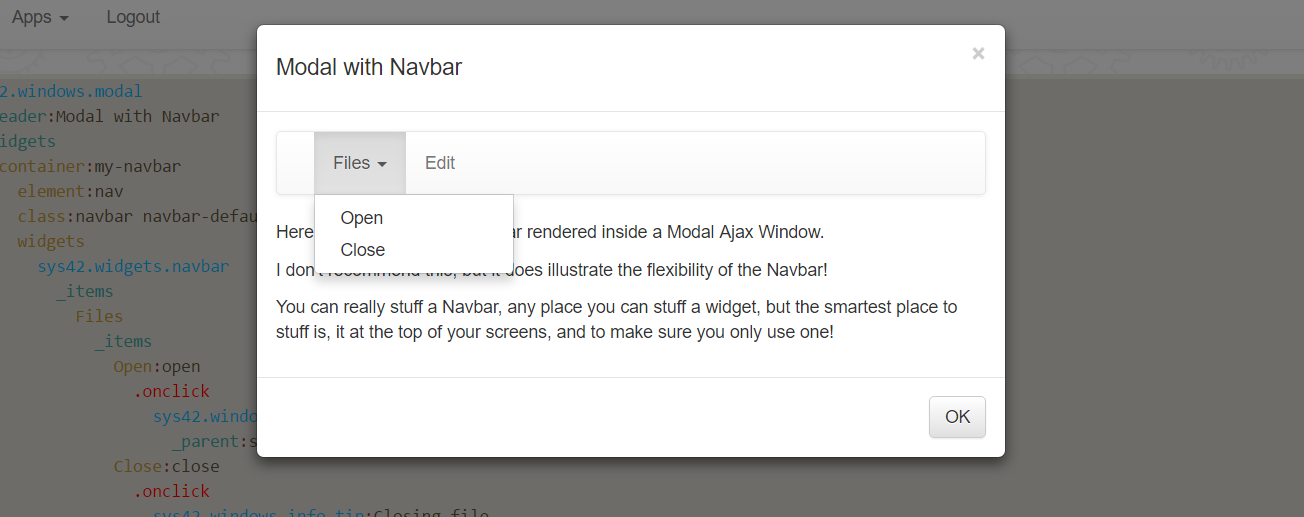 Apps Logout
Modal with Navbar ×
Files Edit
Open
Close
Here rendered inside a Modal Ajax Window.
I don't recommend this, but it does illustrate the flexibility of the Navbar!
You can really stuff a Navbar, any place you can stuff a widget, but the smartest place to
stuff is, it at the top of your screens, and to make sure you only use one!
OK
2.windows.modal
eader:Modal with Navbar
idgets
container:my-navbar
element:nav
class:navbar navbar-defau
widgets
sys42.widgets.navbar
_items
Files
_items
Open:open
.onclick
sys42.windo
_parent:s
Close:close
.onclick
sys42.windows.info-tip:Closing file